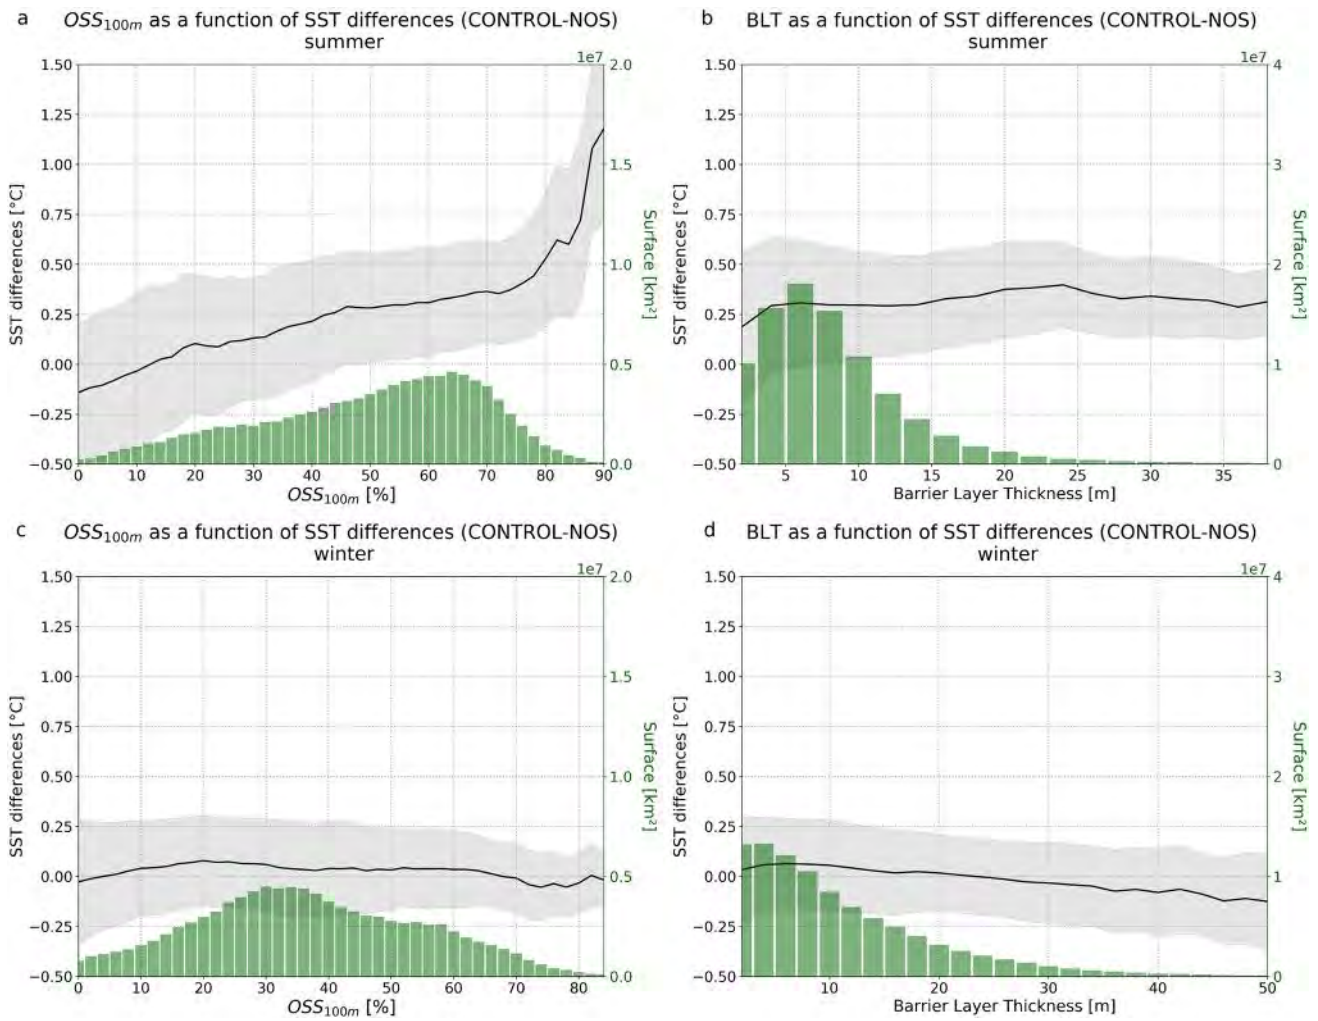 a
OSS100m as a function of SST differences (CONTROL-NOS)
summer
1e7
1.50
1.25
1.00
0.75
0.50
0.25
0.00
−0.25
−0.50
SST differences [°C]
2.0
1.5
1.0
0.5
0.0
Surface [km²]
0 10 20 30 40 50 60 70 80 90
OSS100m [%]
b
BLT as a function of SST differences (CONTROL-NOS)
summer
1e7
1.50
1.25
1.00
0.75
0.50
0.25
0.00
−0.25
−0.50
SST differences [°C]
4
3
2
1
0
Surface [km²]
5 10 15 20 25 30 35
Barrier Layer Thickness [m]
c
OSS100m as a function of SST differences (CONTROL-NOS)
winter
1e7
1.50
1.25
1.00
0.75
0.50
0.25
0.00
−0.25
−0.50
SST differences [°C]
2.0
1.5
1.0
0.5
0.0
Surface [km²]
0 10 20 30 40 50 60 70 80
OSS100m [%]
d
BLT as a function of SST differences (CONTROL-NOS)
winter
1e7
1.50
1.25
1.00
0.75
0.50
0.25
0.00
−0.25
−0.50
SST differences [°C]
4
3
2
1
0
Surface [km²]
10 20 30 40 50
Barrier Layer Thickness [m]